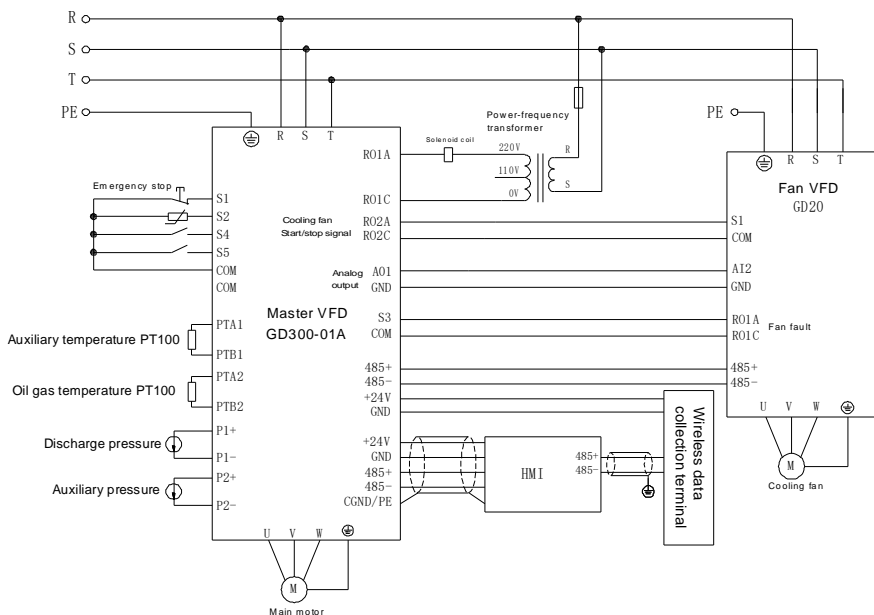 R
S
T
PE
R S T
Emergency stop
S1
S2
S4
S5
COM
COM
Auxiliary temperature PT100
PTA1
PTB1
Oil gas temperature PT100
PTA2
PTB2
Discharge pressure
P1+
P1-
Auxiliary pressure
P2+
P2-
Master VFD
GD300-01A
RO1A
RO1C
Cooling fan
Start/stop signal
RO2A
RO2C
Analog
output
AO1
GND
S3
COM
485+
485-
+24V
GND
+24V
GND
485+
485-
CGND/PE
U V W
M
Main motor
Solenoid coil
Power-frequency
transformer
220V
110V
0V
R
S
HMI
485+
485-
Wireless data
collection terminal
PE
R S T
Fan VFD
GD20
S1
COM
AI2
GND
RO1A
RO1C
Fan fault
485+
485-
U V W
M
Cooling fan